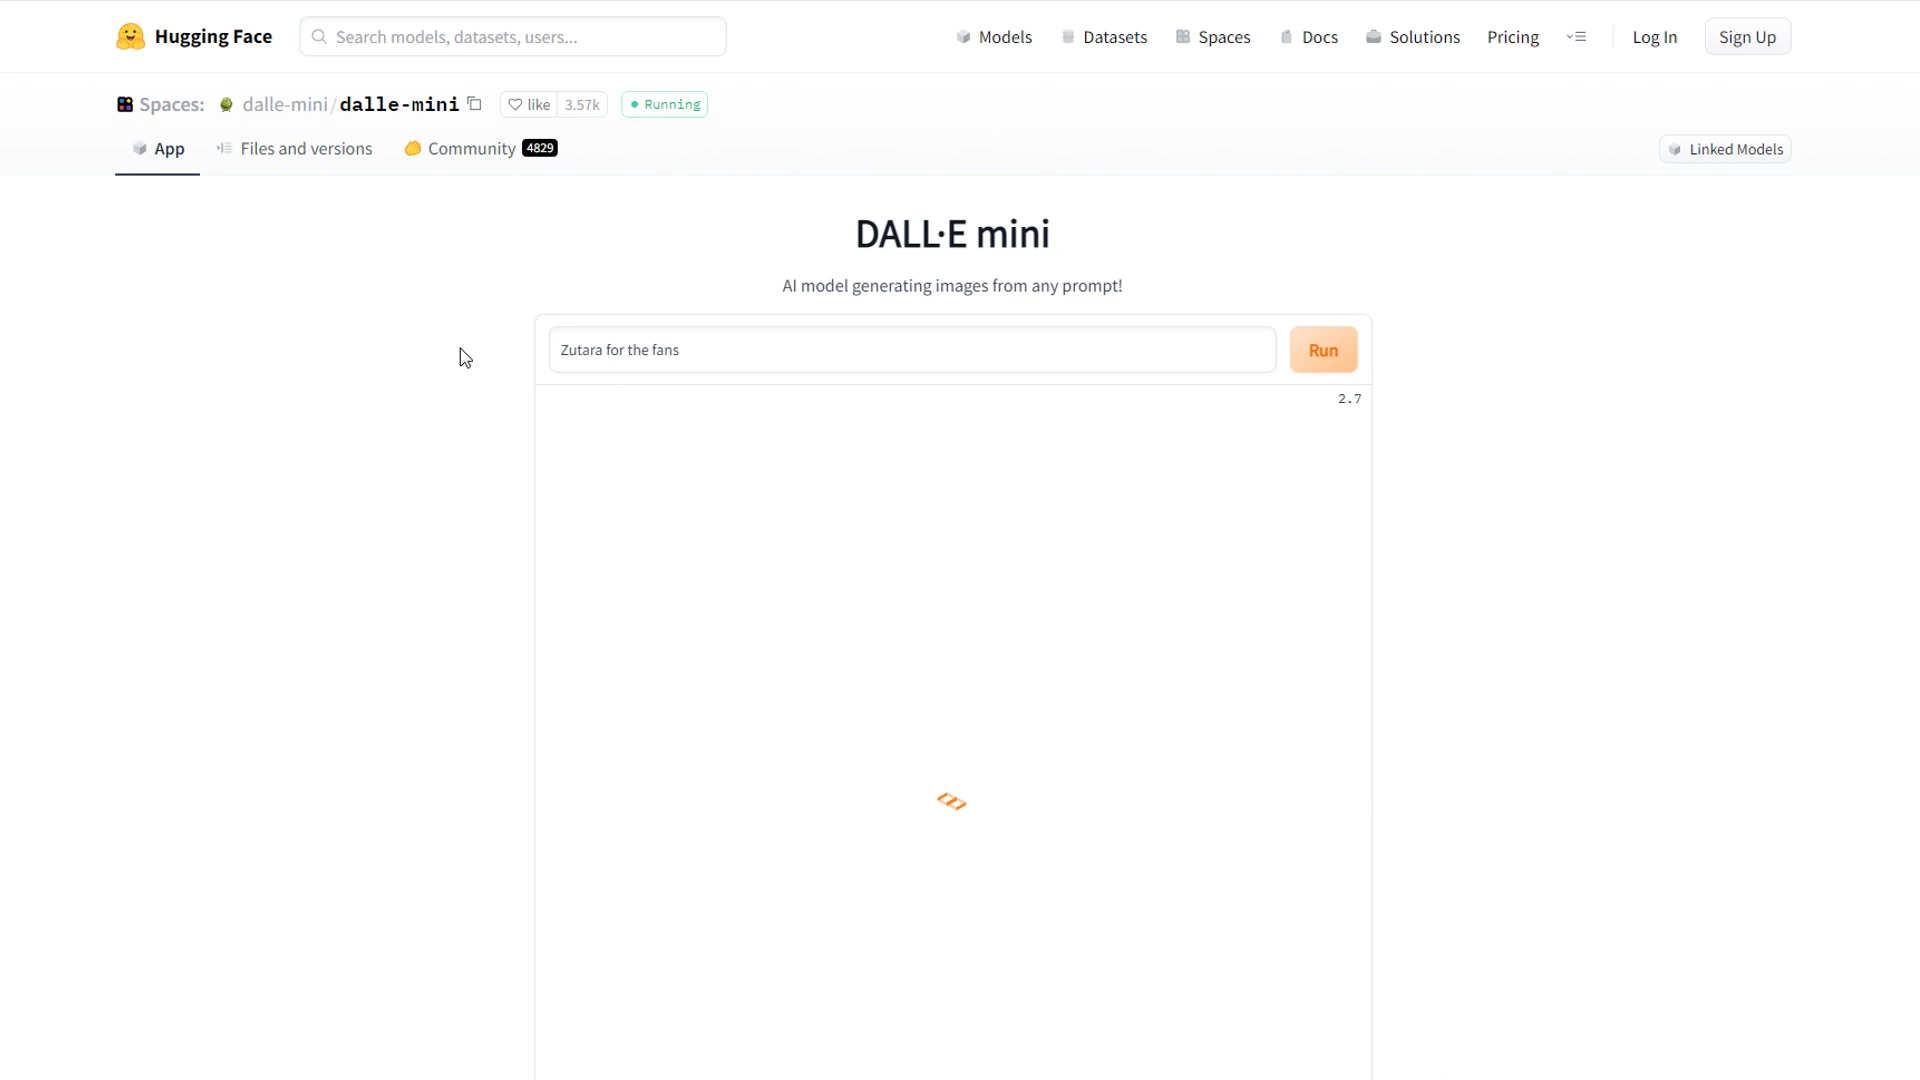 Hugging Face
Search models, datasets, users...
Models
Datasets
Spaces
Docs
Solutions
Pricing
Log In
Sign Up
Spaces: dalle-mini/dalle-mini
like 3.57k
Running
App
Files and versions
Community 4829
Linked Models
DALL·E mini
AI model generating images from any prompt!
Zutara for the fans
Run
2.7